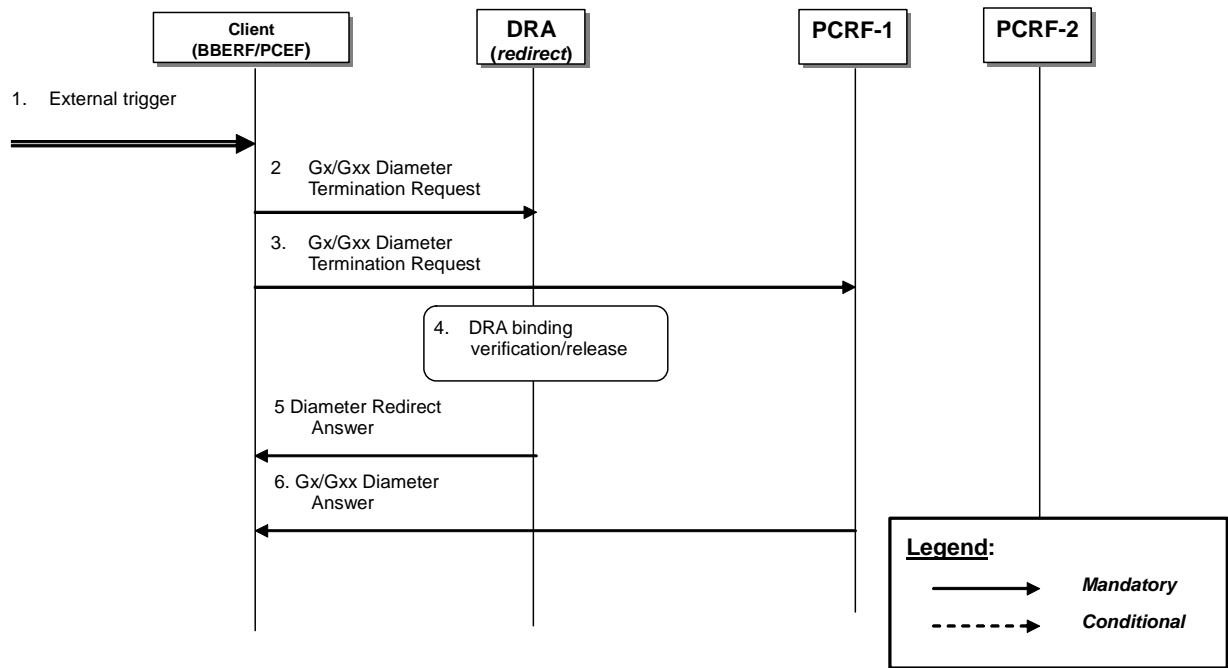 Client
(BBERF/PCEF)
DRA
(redirect)
PCRF-1
PCRF-2
1. External trigger
2 Gx/Gxx Diameter
Termination Request
3. Gx/Gxx Diameter
Termination Request
4. DRA binding
verification/release
5 Diameter Redirect
Answer
6. Gx/Gxx Diameter
Answer
Legend:
Mandatory
Conditional